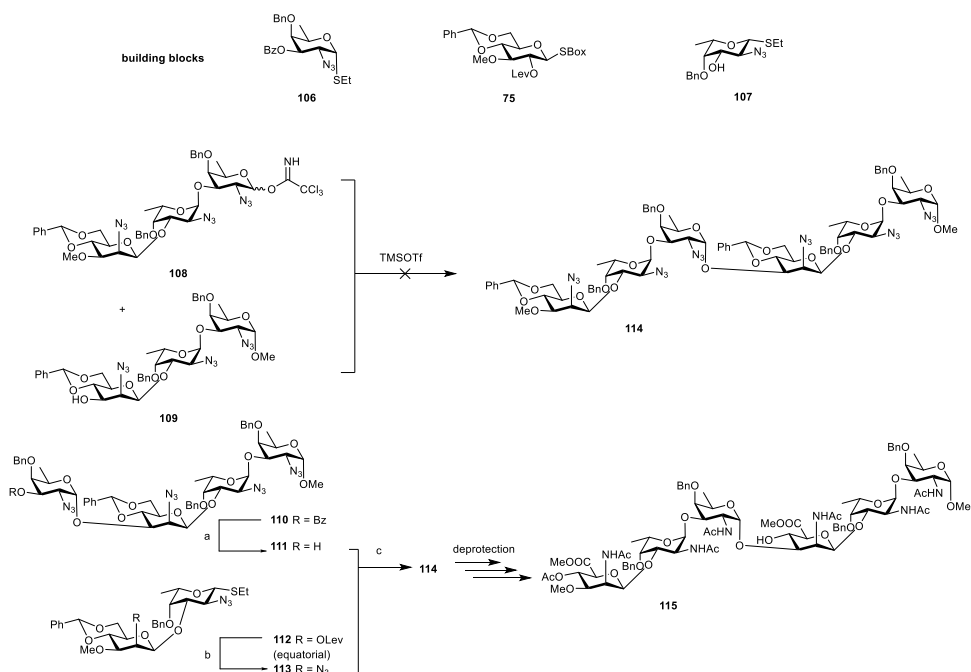 building blocks
BnO
O
BzO
N3
SEt
106
Ph
O
O
O
MeO
SBox
LevO
75
O
SEt
N3
OH
BnO
107
BnO
O
NH
O
N3
O
CCl3
O
N3
BnO
O
N3
Ph
O
O
O
MeO
108
+
BnO
O
O
N3
OMe
O
N3
BnO
O
N3
Ph
O
O
O
HO
109
TMSOTf
BnO
O
O
N3
OMe
O
N3
BnO
O
N3
Ph
O
O
O
BnO
O
O
N3
O
O
N3
BnO
O
N3
Ph
O
O
O
MeO
114
BnO
O
O
N3
OMe
O
N3
BnO
O
N3
Ph
O
O
O
BnO
O
RO
N3
O
110 R = Bz
a
111 R = H
c
114
deprotection
O
SEt
N3
BnO
R
O
Ph
O
O
O
MeO
112 R = OLev
(equatorial)
b
113 R = N3
BnO
O
O
AcHN
OMe
O
NHAc
BnO
O
NHAc
MeOOC
O
HO
BnO
O
O
AcHN
O
O
NHAc
BnO
O
NHAc
MeOOC
O
AcO
MeO
115